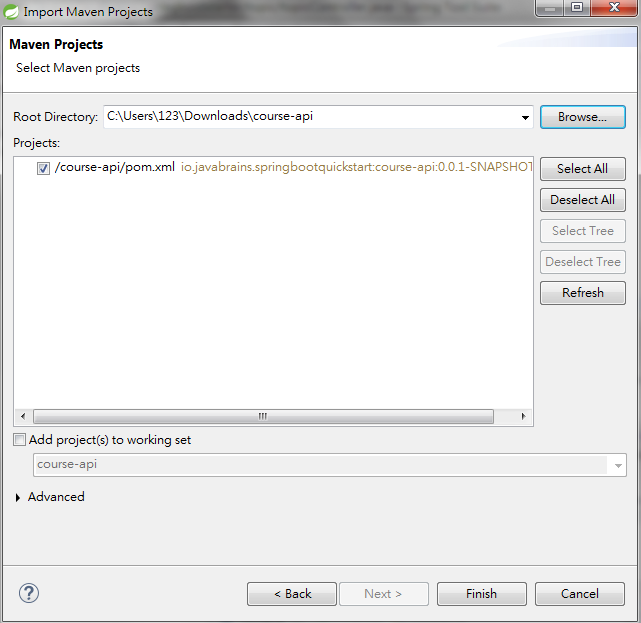 Import Maven Projects
Maven Projects
Select Maven projects
Root Directory: C:\Users\123\Downloads\course-api Browse...
Projects:
/course-api/pom.xml io.javabrains.springbootquickstart:course-api:0.0.1-SNAPSHOT
Select All
Deselect All
Select Tree
Deselect Tree
Refresh
Add project(s) to working set
course-api
Advanced
? < Back Next > Finish Cancel